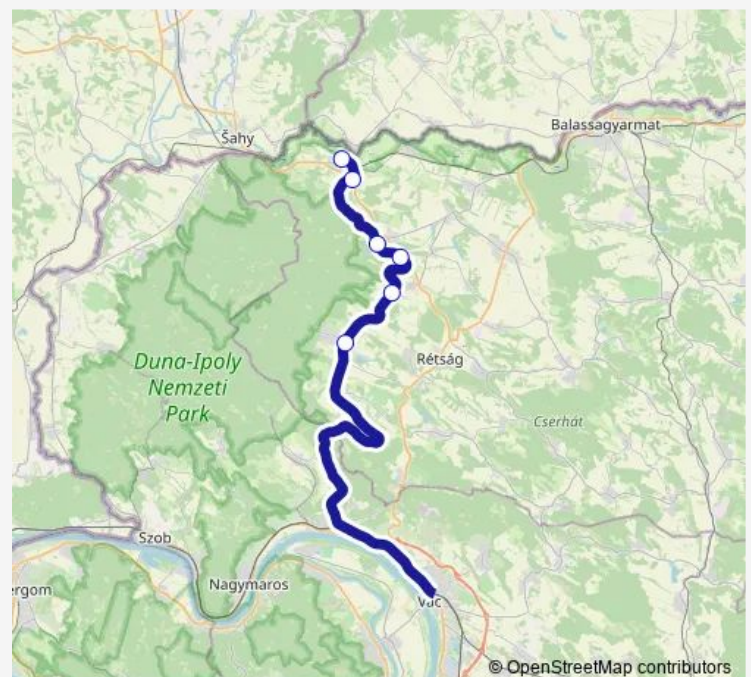 Šahy
Balassagyarmat
Duna-Ipoly
Nemzeti
Park
Rétság
Cserhát
Szob
Nagymaros
ergom
Vác
© OpenStreetMap contributors